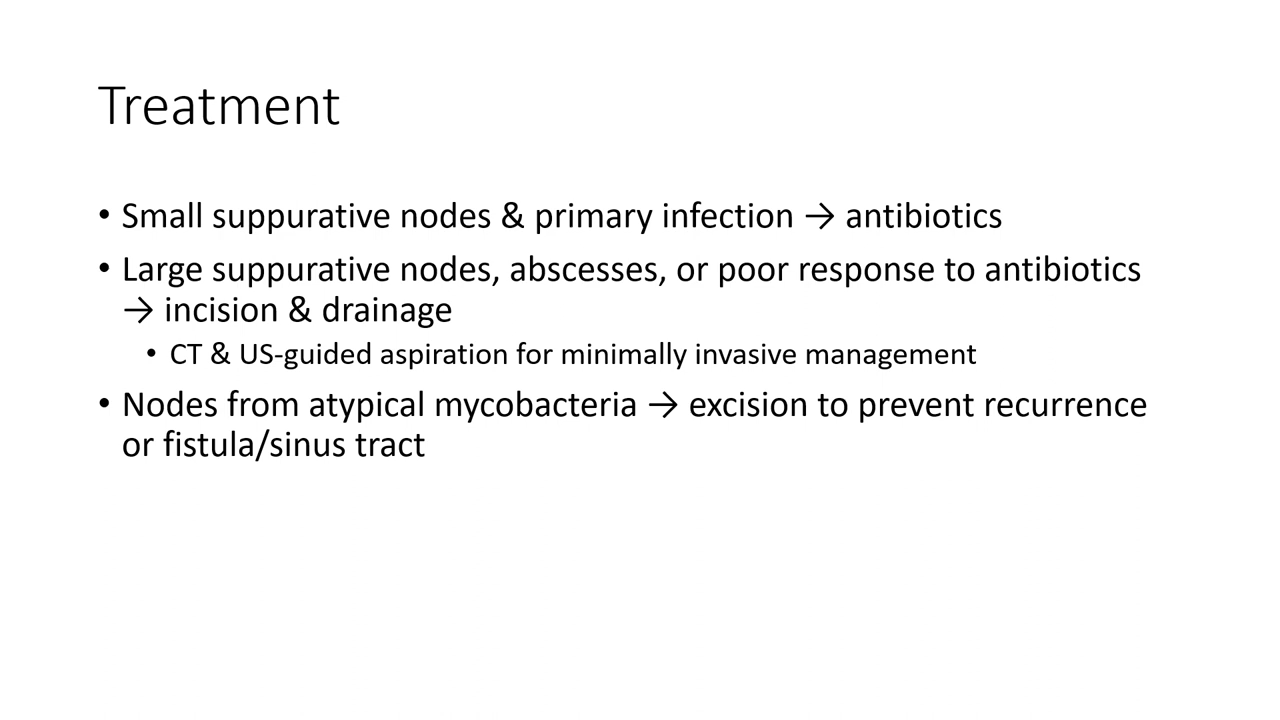 Treatment
• Small suppurative nodes & primary infection → antibiotics
• Large suppurative nodes, abscesses, or poor response to antibiotics
→ incision & drainage
• CT & US-guided aspiration for minimally invasive management
• Nodes from atypical mycobacteria → excision to prevent recurrence
or fistula/sinus tract